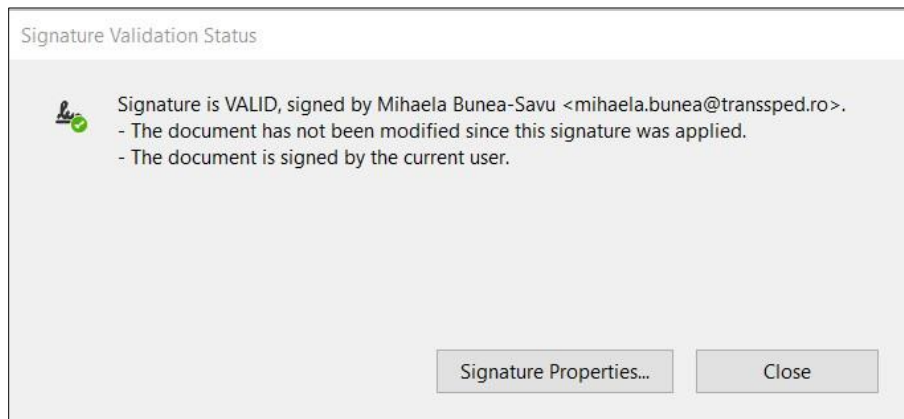 Signature Validation Status
Signature is VALID, signed by Mihaela Bunea-Savu <mihaela.bunea@transsped.ro>.
- The document has not been modified since this signature was applied.
- The document is signed by the current user.
Signature Properties...
Close